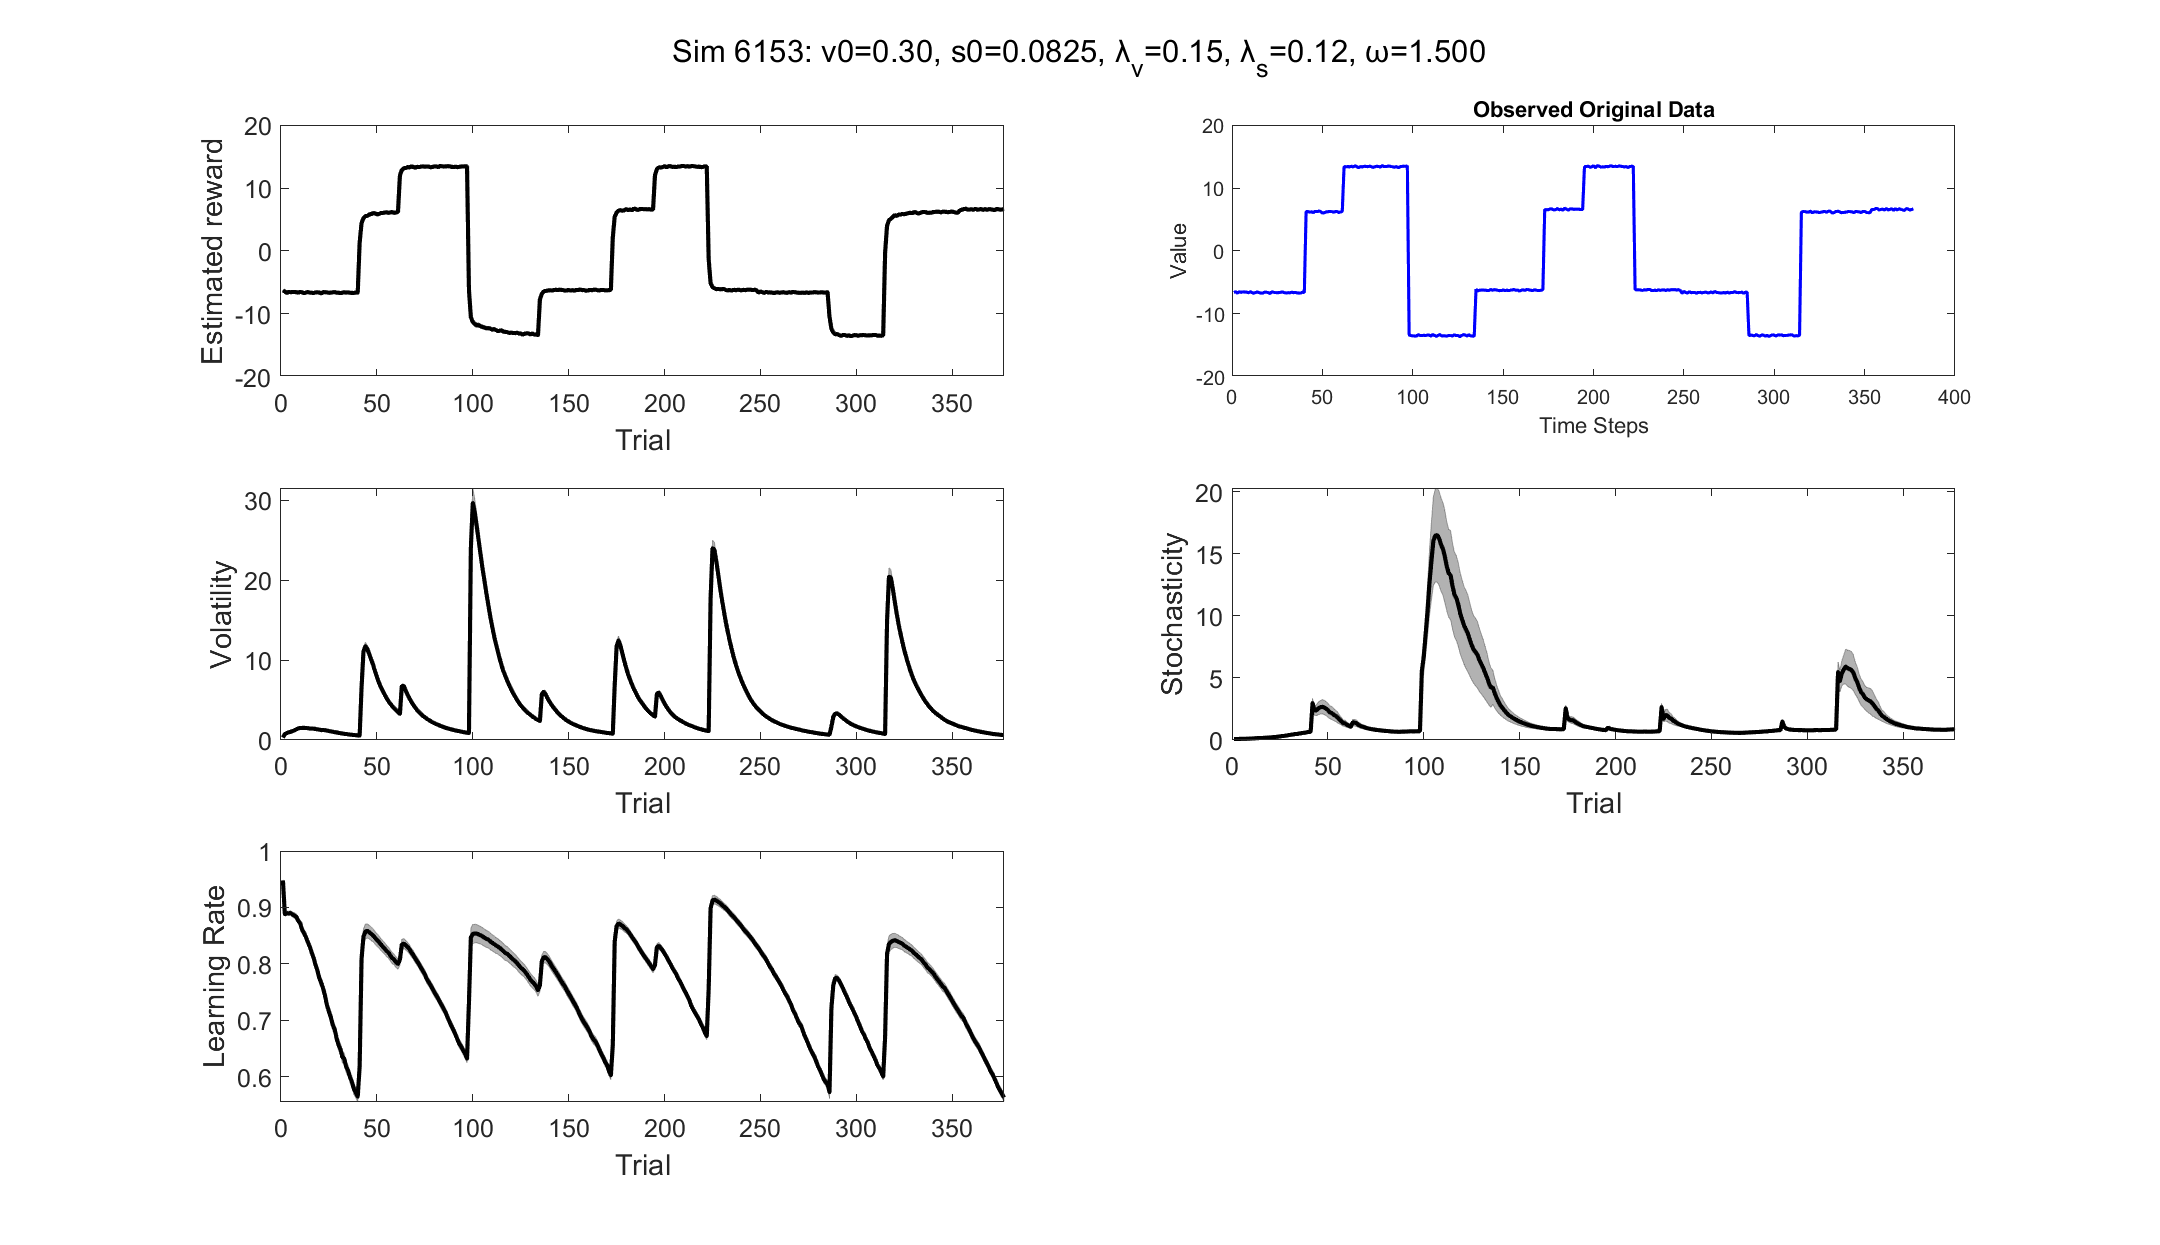 Sim 6153: v0=0.30, s0=0.0825, λv=0.15, λs=0.12, ω=1.500
Estimated reward
20
10
0
-10
-20
0 50 100 150 200 250 300 350
Trial
Observed Original Data
Value
20
10
0
-10
-20
0 50 100 150 200 250 300 350 400
Time Steps
Volatility
30
20
10
0
0 50 100 150 200 250 300 350
Trial
Stochasticity
20
15
10
5
0
0 50 100 150 200 250 300 350
Trial
Learning Rate
1
0.9
0.8
0.7
0.6
0 50 100 150 200 250 300 350
Trial